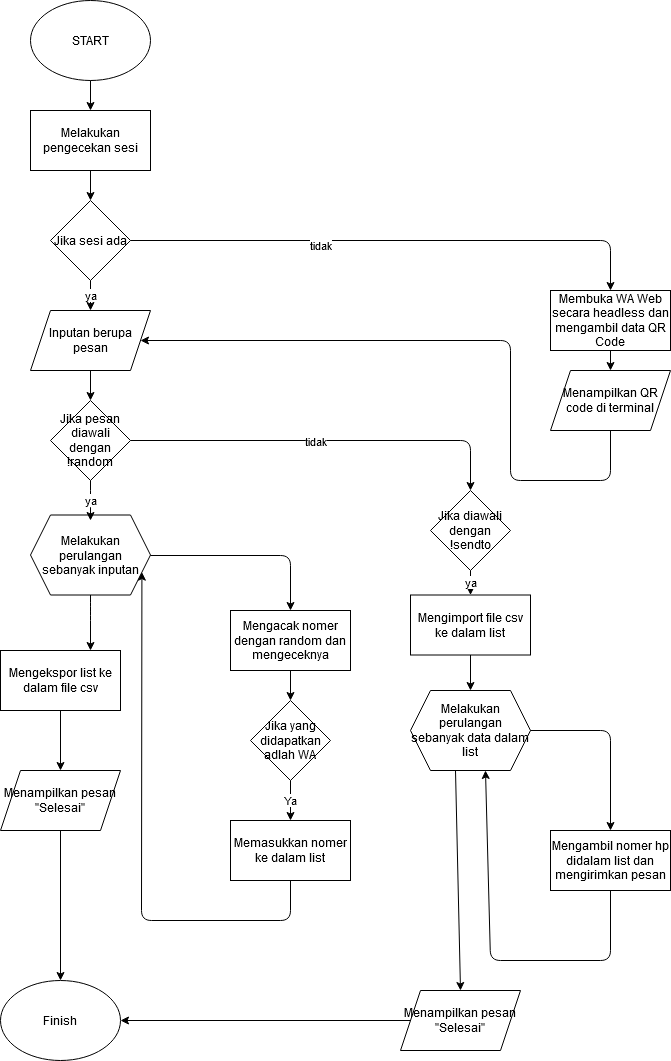 START
Melakukan
pengecekan sesi
Jika sesi ada
tidak
ya
Membuka WA Web
secara headless dan
mengambil data QR
Code
Inputan berupa
pesan
Menampilkan QR
code di terminal
Jika pesan
diawali
dengan
!random
tidak
ya
Jika diawali
dengan
!sendto
ya
Melakukan
perulangan
sebanyak inputan
Mengacak nomer
dengan random dan
mengeceknya
Mengimport file csv
ke dalam list
Mengekspor list ke
dalam file csv
Jika yang
didapatkan
adlah WA
Ya
Melakukan
perulangan
sebanyak data dalam
list
Menampilkan pesan
"Selesai"
Memasukkan nomer
ke dalam list
Mengambil nomer hp
didalam list dan
mengirimkan pesan
Menampilkan pesan
"Selesai"
Finish